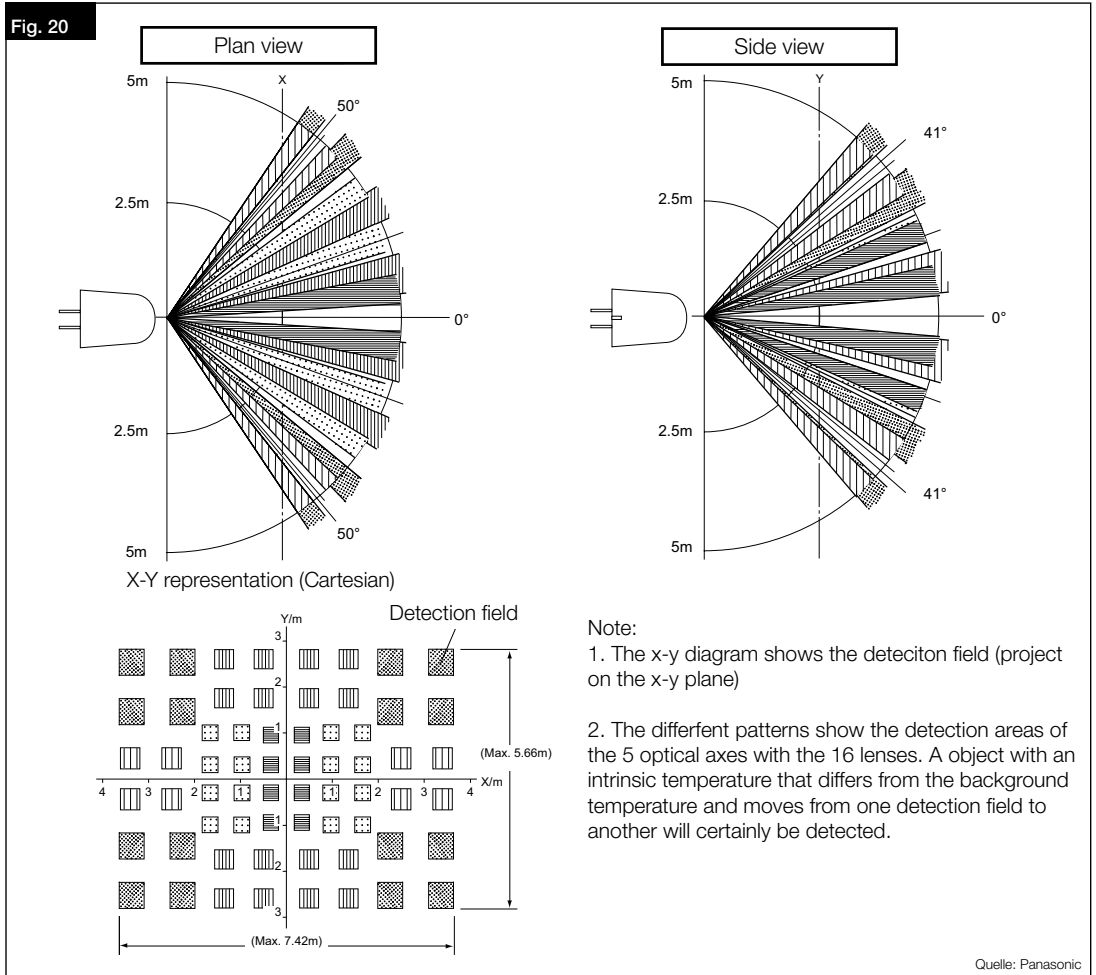 Fig. 20
Plan view
5m
X
50°
2.5m
0°
2.5m
50°
5m
Side view
5m
Y
41°
2.5m
0°
2.5m
41°
5m
X-Y representation (Cartesian)
Detection field
Y/m
3
2
1
4 3 2 1 1 2 3 4 X/m
1
2
3
(Max. 5.66m)
(Max. 7.42m)
Note:
1. The x-y diagram shows the deteciton field (project
on the x-y plane)
2. The differfent patterns show the detection areas of
the 5 optical axes with the 16 lenses. A object with an
intrinsic temperature that differs from the background
temperature and moves from one detection field to
another will certainly be detected.
Quelle: Panasonic